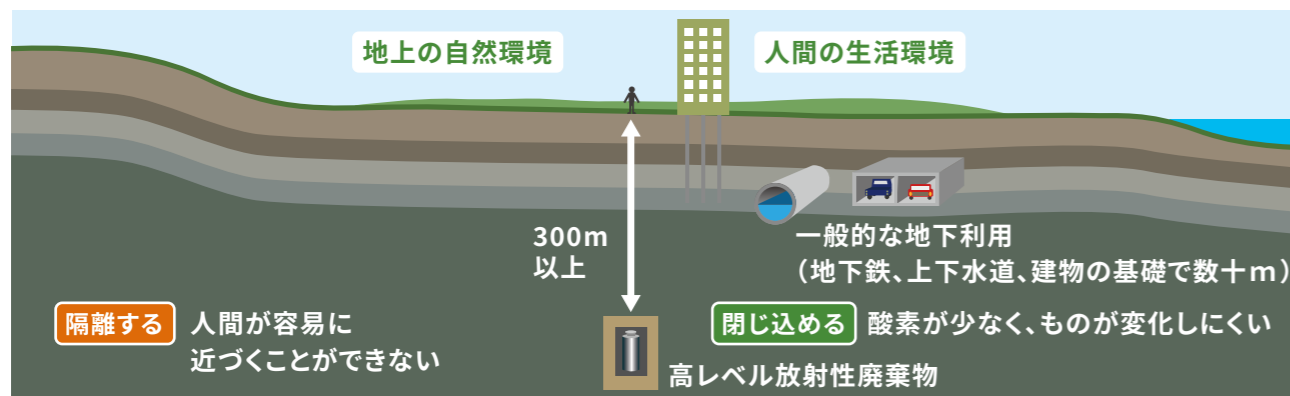 地上の自然環境
人間の生活環境
300m
以上
一般的な地下利用
（地下鉄、上下水道、建物の基礎で数十m）
隔離する
人間が容易に
近づくことができない
閉じ込める
酸素が少なく、ものが変化しにくい
高レベル放射性廃棄物